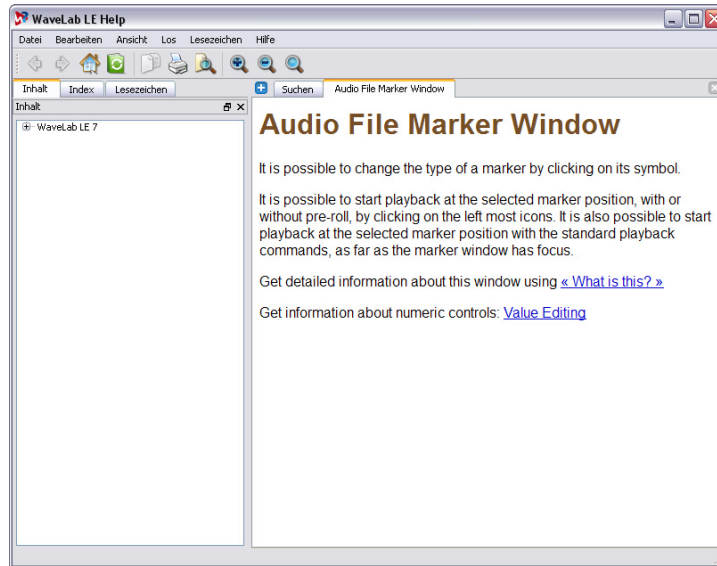 WaveLab LE Help
Datei Bearbeiten Ansicht Los Lesezeichen Hilfe
Inhalt Index Lesezeichen
Suchen Audio File Marker Window
Inhalt
WaveLab LE 7
Audio File Marker Window
It is possible to change the type of a marker by clicking on its symbol.
It is possible to start playback at the selected marker position, with or
without pre-roll, by clicking on the left most icons. It is also possible to start
playback at the selected marker position with the standard playback
commands, as far as the marker window has focus.
Get detailed information about this window using « What is this? »
Get information about numeric controls: Value Editing